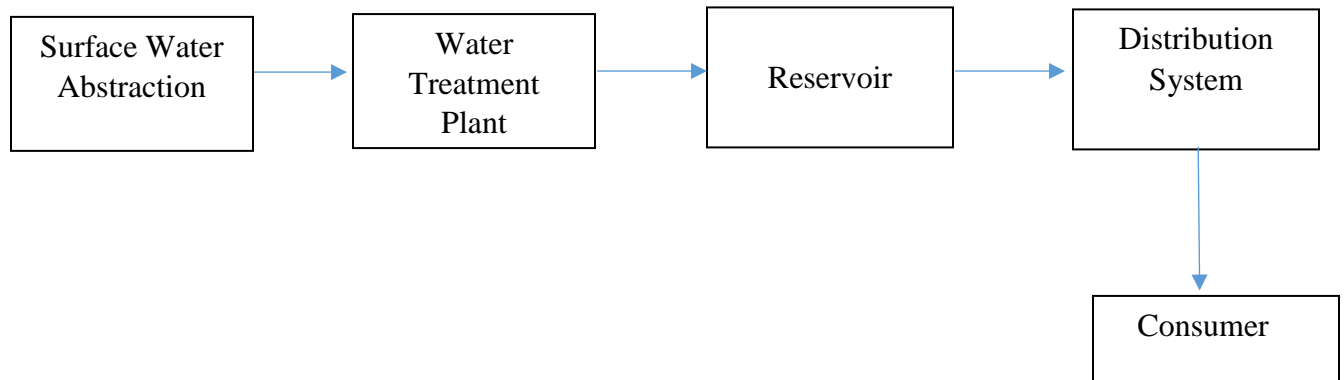 Surface Water
Abstraction
Water
Treatment
Plant
Reservoir
Distribution
System
Consumer